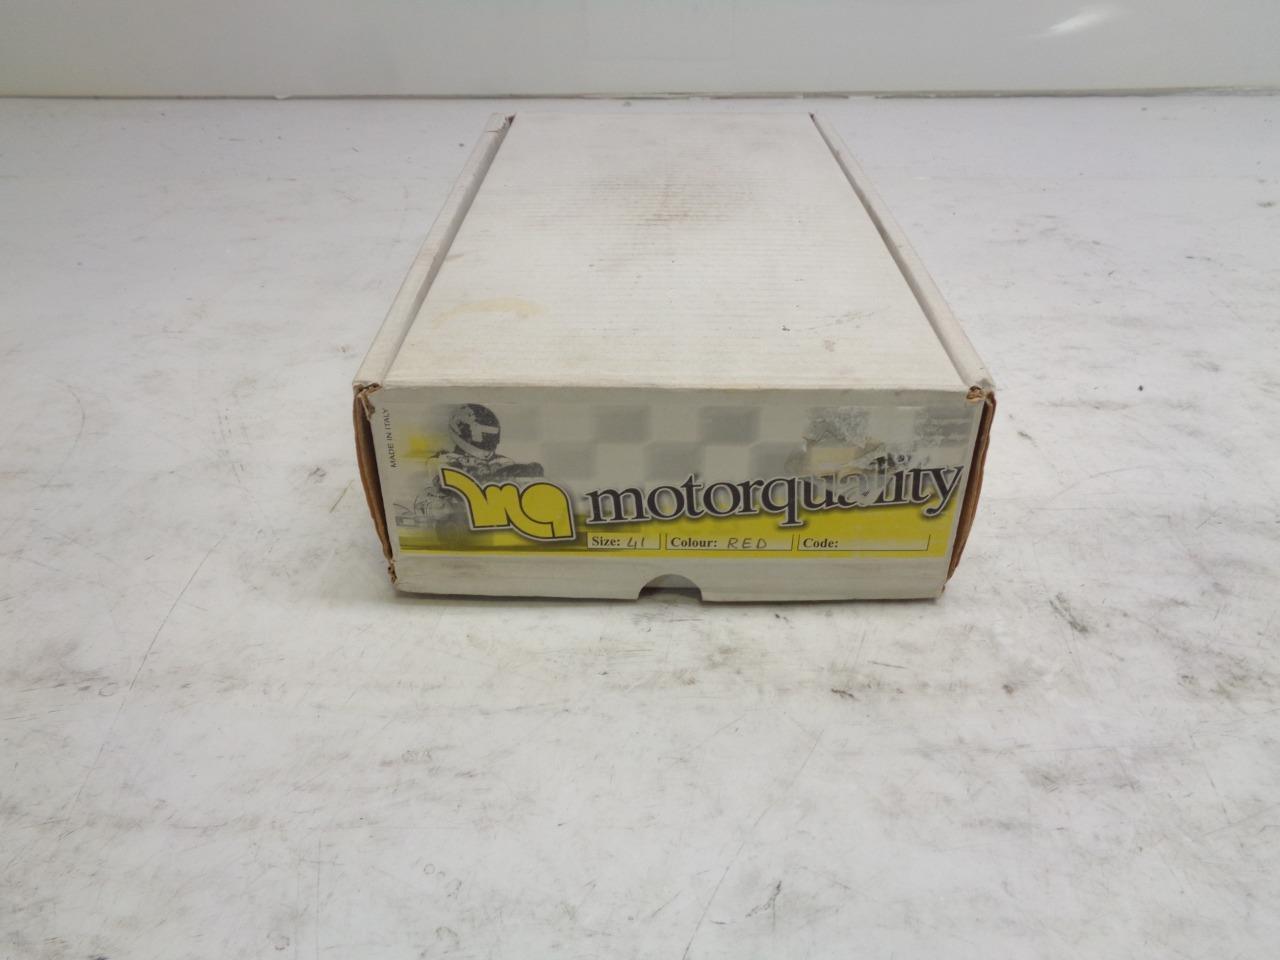 MADE IN ITALY
mq motorquality
Size: 41 Colour: RED Code: